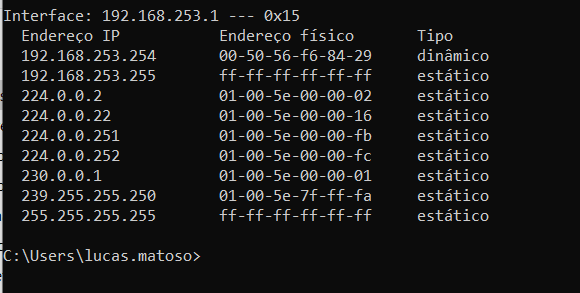 Interface: 192.168.253.1 --- 0x15
Endereço IP Endereço físico Tipo
192.168.253.254 00-50-56-f6-84-29 dinâmico
192.168.253.255 ff-ff-ff-ff-ff-ff estático
224.0.0.2 01-00-5e-00-00-02 estático
224.0.0.22 01-00-5e-00-00-16 estático
224.0.0.251 01-00-5e-00-00-fb estático
224.0.0.252 01-00-5e-00-00-fc estático
230.0.0.1 01-00-5e-00-00-01 estático
239.255.255.250 01-00-5e-7f-ff-fa estático
255.255.255.255 ff-ff-ff-ff-ff-ff estático
C:\Users\lucas.matoso>